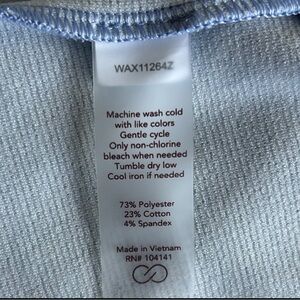 WAX11264Z
Machine wash cold
with like colors
Gentle cycle
Only non-chlorine
bleach when needed
Tumble dry low
Cool iron if needed
73% Polyester
23% Cotton
4% Spandex
Made in Vietnam
RN# 104141